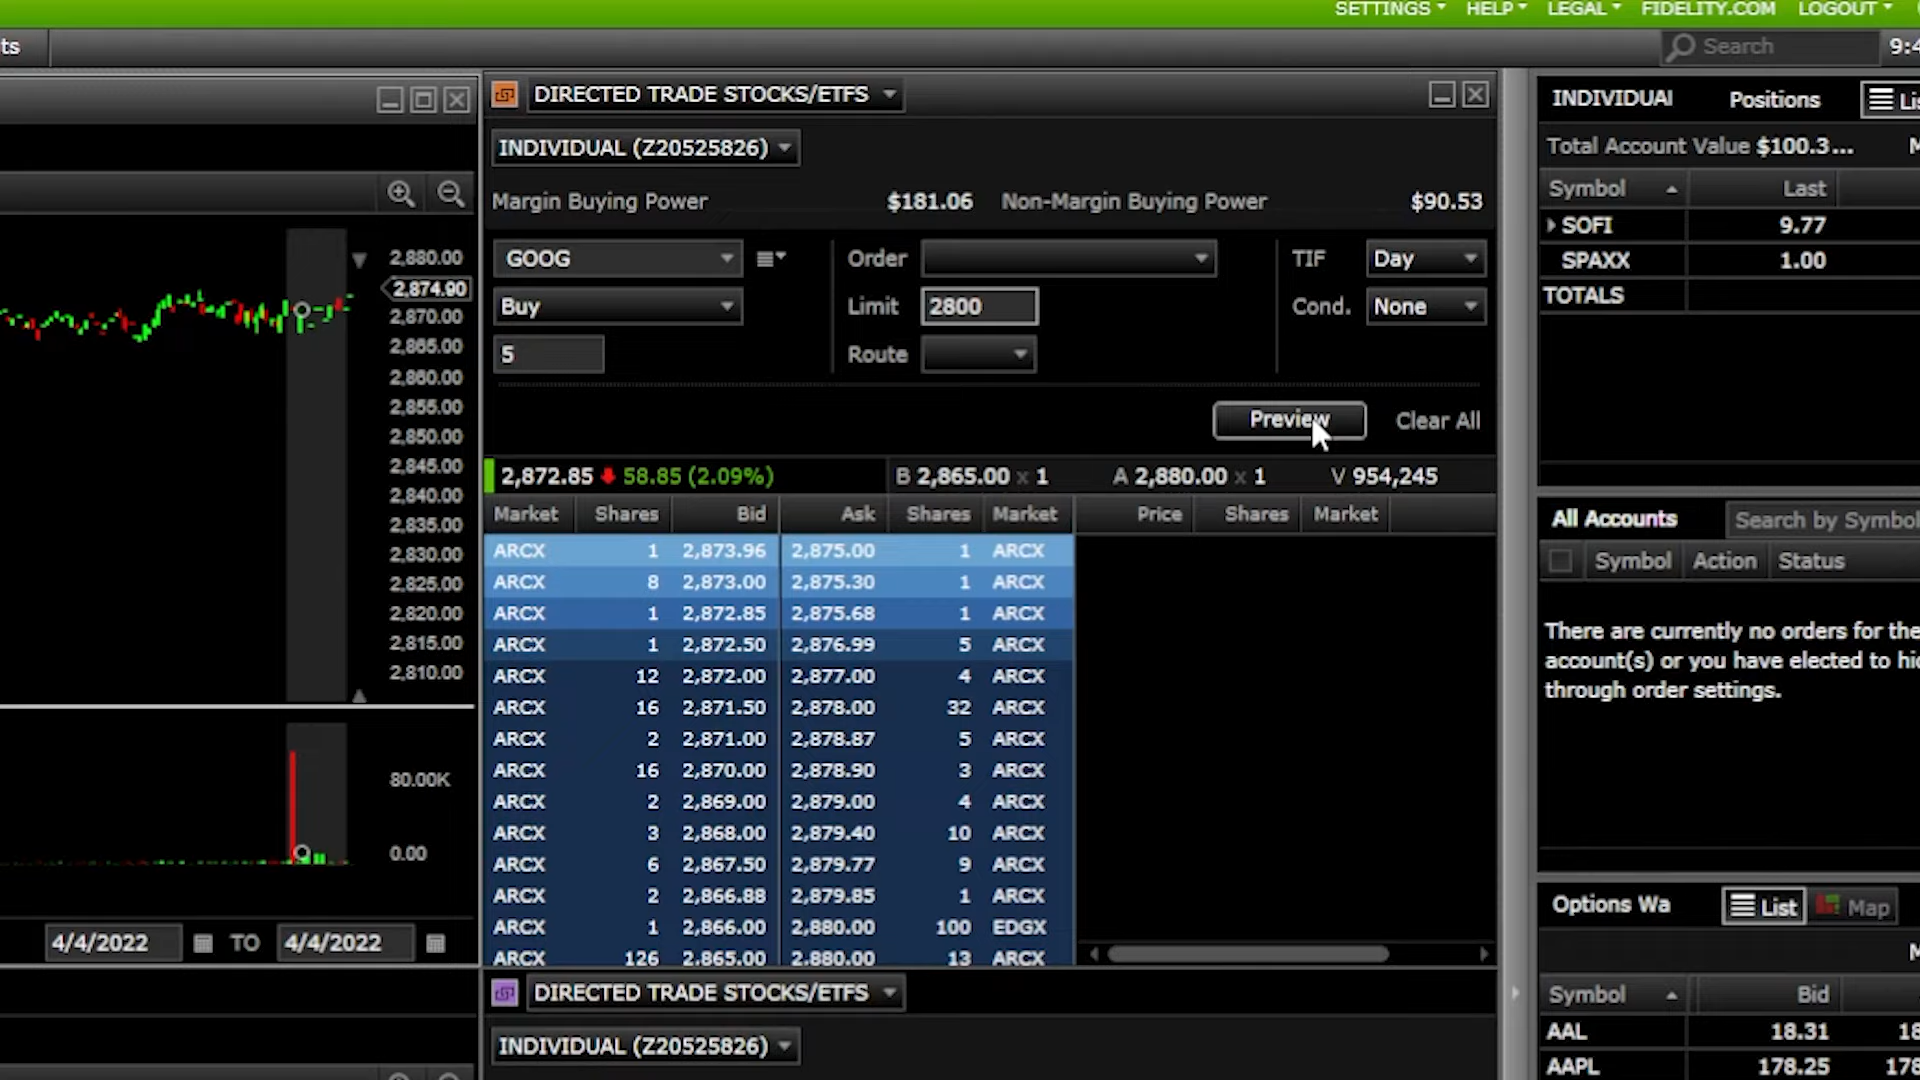 SETTINGS HELP LEGAL FIDELITY.COM LOGOUT
ts
Search
9:4
DIRECTED TRADE STOCKS/ETFS
INDIVIDUAL (Z20525826)
Margin Buying Power $181.06 Non-Margin Buying Power $90.53
GOOG Order TIF Day
Buy Limit 2800 Cond. None
5 Route
Preview Clear All
2,872.85 58.85 (2.09%) B 2,865.00 x 1 A 2,880.00 x 1 V 954,245
Market Shares Bid Ask Shares Market Price Shares Market
ARCX 1 2,873.96 2,875.00 1 ARCX
ARCX 8 2,873.00 2,875.30 1 ARCX
ARCX 1 2,872.85 2,875.68 1 ARCX
ARCX 1 2,872.50 2,876.99 5 ARCX
ARCX 12 2,872.00 2,877.00 4 ARCX
ARCX 16 2,871.50 2,878.00 32 ARCX
ARCX 2 2,871.00 2,878.87 5 ARCX
ARCX 16 2,870.00 2,878.90 3 ARCX
ARCX 2 2,869.00 2,879.00 4 ARCX
ARCX 3 2,868.00 2,879.40 10 ARCX
ARCX 6 2,867.50 2,879.77 9 ARCX
ARCX 2 2,866.88 2,879.85 1 ARCX
ARCX 1 2,866.00 2,880.00 100 EDGX
ARCX 126 2,865.00 2,880.00 13 ARCX
DIRECTED TRADE STOCKS/ETFS
INDIVIDUAL (Z20525826)
2,880.00
2,874.90
2,870.00
2,865.00
2,860.00
2,855.00
2,850.00
2,845.00
2,840.00
2,835.00
2,830.00
2,825.00
2,820.00
2,815.00
2,810.00
80.00K
0.00
4/4/2022 TO 4/4/2022
INDIVIDUAl Positions Lis
Total Account Value $100.3... M
Symbol Last
SOFI 9.77
SPAXX 1.00
TOTALS
All Accounts Search by Symbol
Symbol Action Status
There are currently no orders for the
account(s) or you have elected to hid
through order settings.
Options Wa List Map
M
Symbol Bid
AAL 18.31 18
AAPL 178.25 178